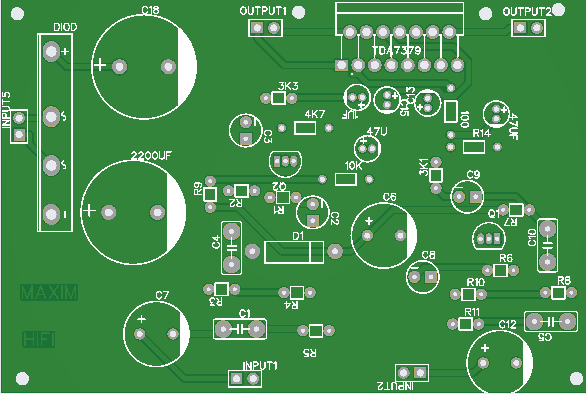 C18
OUTPUT1
OUTPUT2
DIOD
TDA7379
INPUT5
3K3
1UF
C15
C13
100
47UF
4K7
C3
47U
R14
2200UF
10K
3K1
R9
R2
Q2
R1
C2
C9
C6
Q1
R7
C4
D1
C10
C8
R6
R10
R8
MAXIM
R3
R4
C7
C1
R11
C12
C5
HIFI
R5
INPUT1
INPUT2